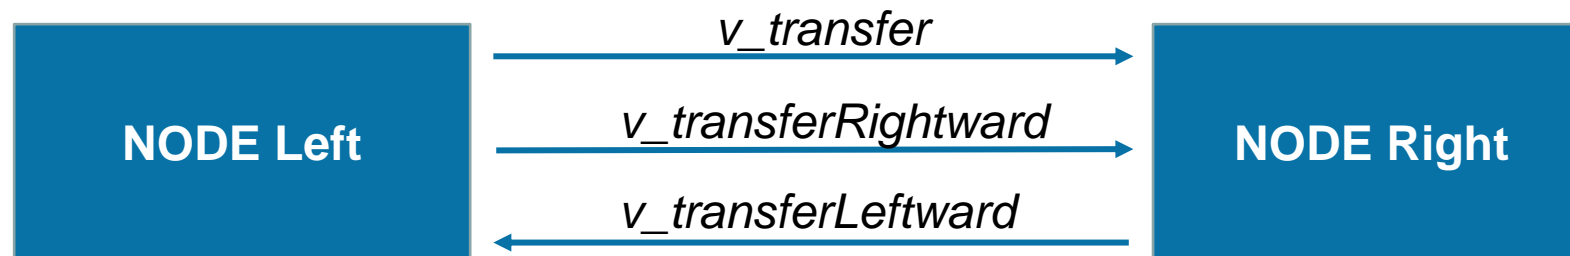 v_transfer
NODE Left
v_transferRightward
NODE Right
v_transferLeftward